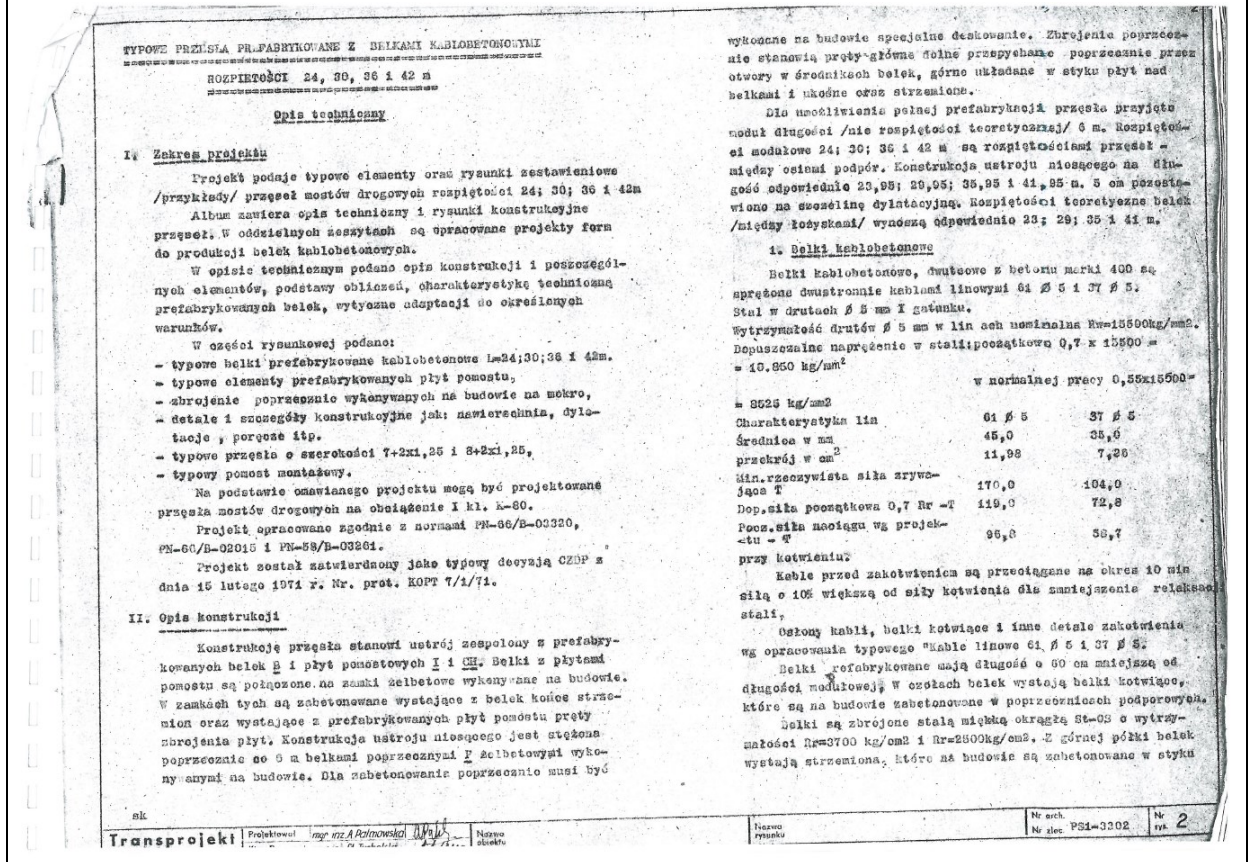 TYPOWE PRZĘSŁA PREFABRYKOWANE Z BELKAMI KABLOBETONOWYMI
ROZPIĘTOŚCI 24, 30, 36 i 42 m
Opis techniczny
I. Zakres projektu
Projekt podaje typowe elementy oraz rysunki zestawieniowe
/przykłady/ przęseł mostów drogowych rozpiętości 24; 30; 36 i 42m
Album zawiera opis techniczny i rysunki konstrukcyjne
przęseł. W oddzielnych zeszytach są opracowane projekty form
do produkcji belek kablobetonowych.
W opisie technicznym podano opis konstrukcji i poszczegól-
nych elementów, podstawy obliczeń, charakterystykę techniczną
prefabrykowanych belek, wytyczne adaptacji do określonych
warunków.
W części rysunkowej podano:
- typowe belki prefabrykowane kablobetonowe L=24;30;36 i 42m.
- typowe elementy prefabrykowanych płyt pomostu,
- zbrojenie poprzecznic wykonywanych na budowie na mokro,
- detale i szczegóły konstrukcyjne jak: nawierzchnia, dyla-
tacje , poręcze itp.
- typowe przęsła o szerokości 7+2x1,25 i 8+2x1,25,
- typowy pomost montażowy.
Na podstawie omawianego projektu mogą być projektowane
przęsła mostów drogowych na obciążenie I kl. K-80.
Projekt opracowano zgodnie z normami PN-66/B-03320,
PN-66/B-02015 i PN-58/B-03261.
Projekt został zatwierdzony jako typowy decyzją CZDP z
dnia 15 lutego 1971 r. Nr. prot. KOPT 7/1/71.
II. Opis konstrukcji
Konstrukcję przęsła stanowi ustrój zespolony z prefabry-
kowanych belek B i płyt pomostowych I i CH. Belki z płytami
pomostu są połączone na zamki żelbetowe wykonywane na budowie.
W zamkach tych są zabetonowane wystające z belek końce strze-
mion oraz wystające z prefabrykowanych płyt pomostu pręty
zbrojenia płyt. Konstrukcja ustroju niosącego jest stężona
poprzecznie co 6 m belkami poprzecznymi P żelbetowymi wyko-
nywanymi na budowie. Dla zabetonowania poprzecznic musi być
sk
2
wykonane na budowie specjalne deskowanie. Zbrojenie poprzecz-
nic stanowią pręty główne dolne przepychane poprzecznie przez
otwory w środnikach belek, górne układane w styku płyt nad
belkami i ukośne oraz strzemiona.
Dla umożliwienia pełnej prefabrykacji przęsła przyjęto
moduł długości /nie rozpiętości teoretycznej/ 6 m. Rozpiętoś-
ci modułowe 24; 30; 36 i 42 m są rozpiętościami przęseł -
między osiami podpór. Konstrukcja ustroju niosącego na dłu-
gość odpowiednio 23,95; 29,95; 35,95 i 41,95 m. 5 cm pozosta-
wiono na szczelinę dylatacyjną. Rozpiętości teoretyczne belek
/między łożyskami/ wynoszą odpowiednio 23; 29; 35 i 41 m.
1. Belki kablobetonowe
Belki kablobetonowe, dwuteowe z betonu marki 400 są
sprężone dwustronnie kablami linowymi 61 Ø 5 i 37 Ø 5.
Stal w drutach Ø 5 mm I gatunku.
Wytrzymałość drutów Ø 5 mm w lin ach nominalna Rw=15500kg/mm2.
Dopuszczalne naprężenie w stali:początkowe 0,7 x 15500 =
= 10.850 kg/mm2
w normalnej pracy 0,55x15500=
= 8525 kg/mm2
Charakterystyka lin 61 Ø 5 37 Ø 5
Średnica w mm 45,0 35,0
przekrój w cm2 11,98 7,26
Min.rzeczywista siła zrywa-
jąca T 170,0 104,0
Dop.siła początkowa 0,7 Rr -T 119,0 72,8
Pocz.siła naciągu wg projek-
tu - T 96,8 58,7
przy kotwieniu:
Kable przed zakotwieniem są przeciągane na okres 10 min
siłą o 10% większą od siły kotwienia dla zmniejszenia relaksac
stali,
Osłony kabli, belki kotwiące i inne detale zakotwienia
wg opracowania typowego "Kable linowe 61 Ø 5 i 37 Ø 5.
Belki refabrykowane mają długość o 60 cm mniejszą od
długości modułowej, W czołach belek wystają belki kotwiące,
które są na budowie zabetonowane w poprzecznicach podporowych.
Belki są zbrojone stalą miękką okrągłą St-0S o wytrzy-
małości Rr=3700 kg/cm2 i Rr=2500kg/cm2. Z górnej półki belek
wystają strzemiona, które na budowie są zabetonowane w styku
Transprojekt Projektował mgr inż. A Palmowska Nazwa obiektu Nazwa rysunku Nr arch. Nr zlec. PS1-3302 Nr rys. 2